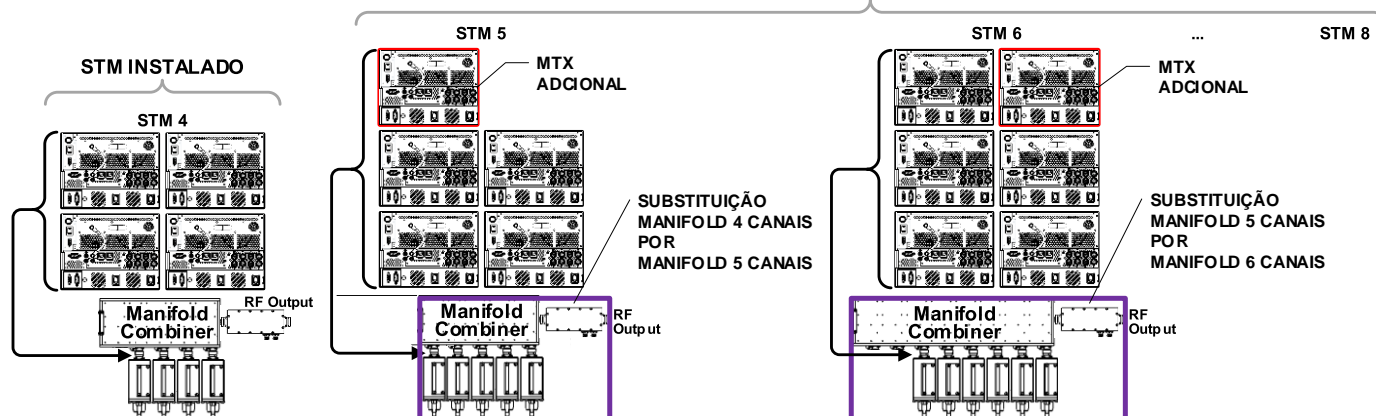 STM INSTALADO
STM 4
RF Output
Manifold
Combiner
STM 5
MTX
ADCIONAL
SUBSTITUIÇÃO
MANIFOLD 4 CANAIS
POR
MANIFOLD 5 CANAIS
Manifold
Combiner
RF
Output
STM 6
...
STM 8
MTX
ADCIONAL
SUBSTITUIÇÃO
MANIFOLD 5 CANAIS
POR
MANIFOLD 6 CANAIS
Manifold
Combiner
RF
Output